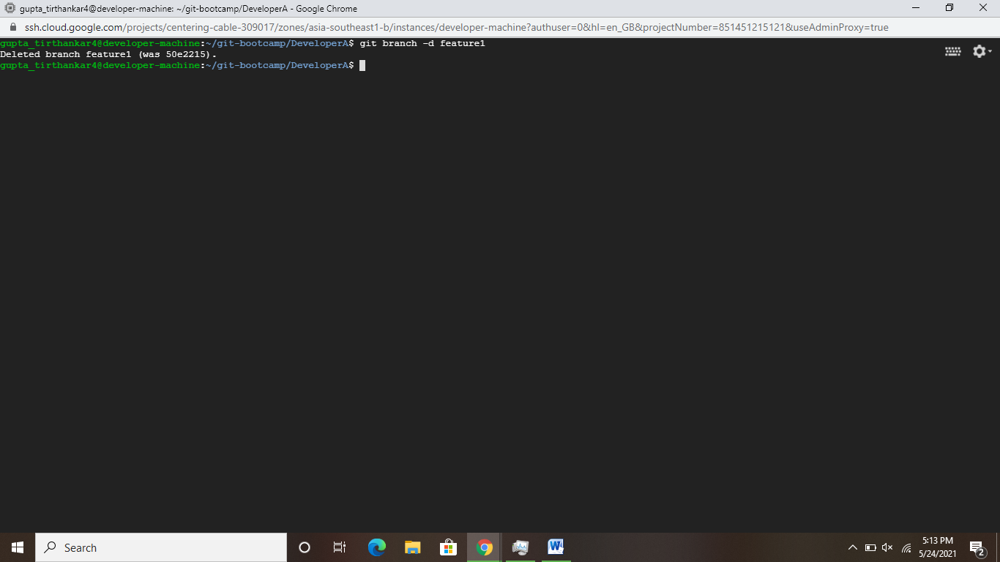 gupta_tirthankar4@developer-machine: ~/git-bootcamp/DeveloperA - Google Chrome
ssh.cloud.google.com/projects/centering-cable-309017/zones/asia-southeast1-b/instances/developer-machine?authuser=0&hl=en_GB&projectNumber=851451215121&useAdminProxy=true
gupta_tirthankar4@developer-machine:~/git-bootcamp/DeveloperA$ git branch -d feature1
Deleted branch feature1 (was 50e2215).
gupta_tirthankar4@developer-machine:~/git-bootcamp/DeveloperA$
Search
5:13 PM
5/24/2021
2